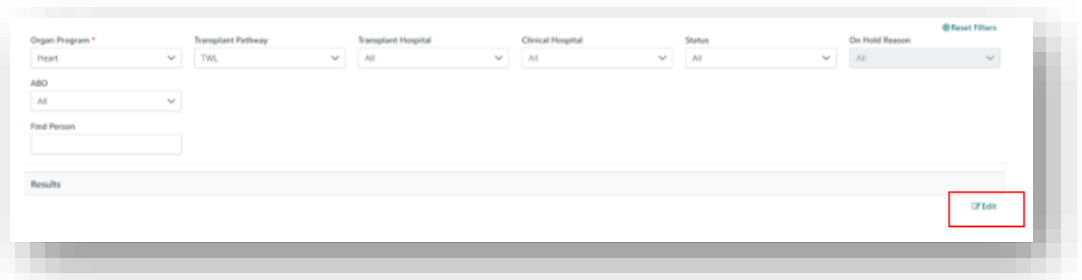 Reset Filters
Organ Program * Transplant Pathway Transplant Hospital Clinical Hospital Status On Hold Reason
Heart TWL All All All All
ABO
All
Find Person
Results
Edit